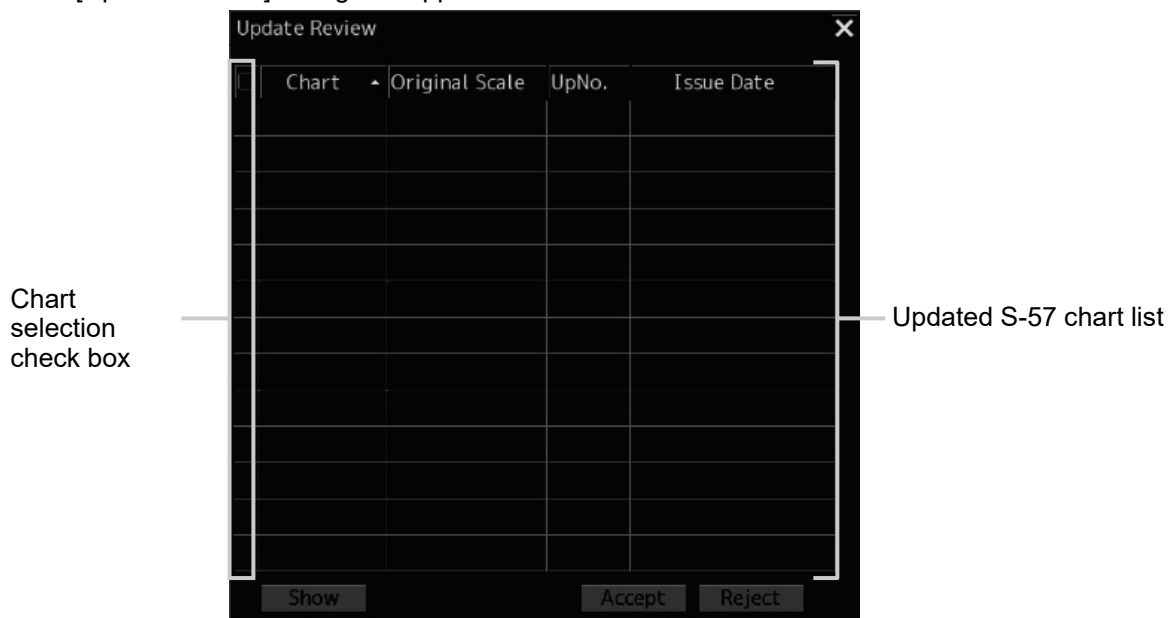 Update Review
Chart Original Scale UpNo. Issue Date
Chart
selection
check box
Updated S-57 chart list
Show Accept Reject